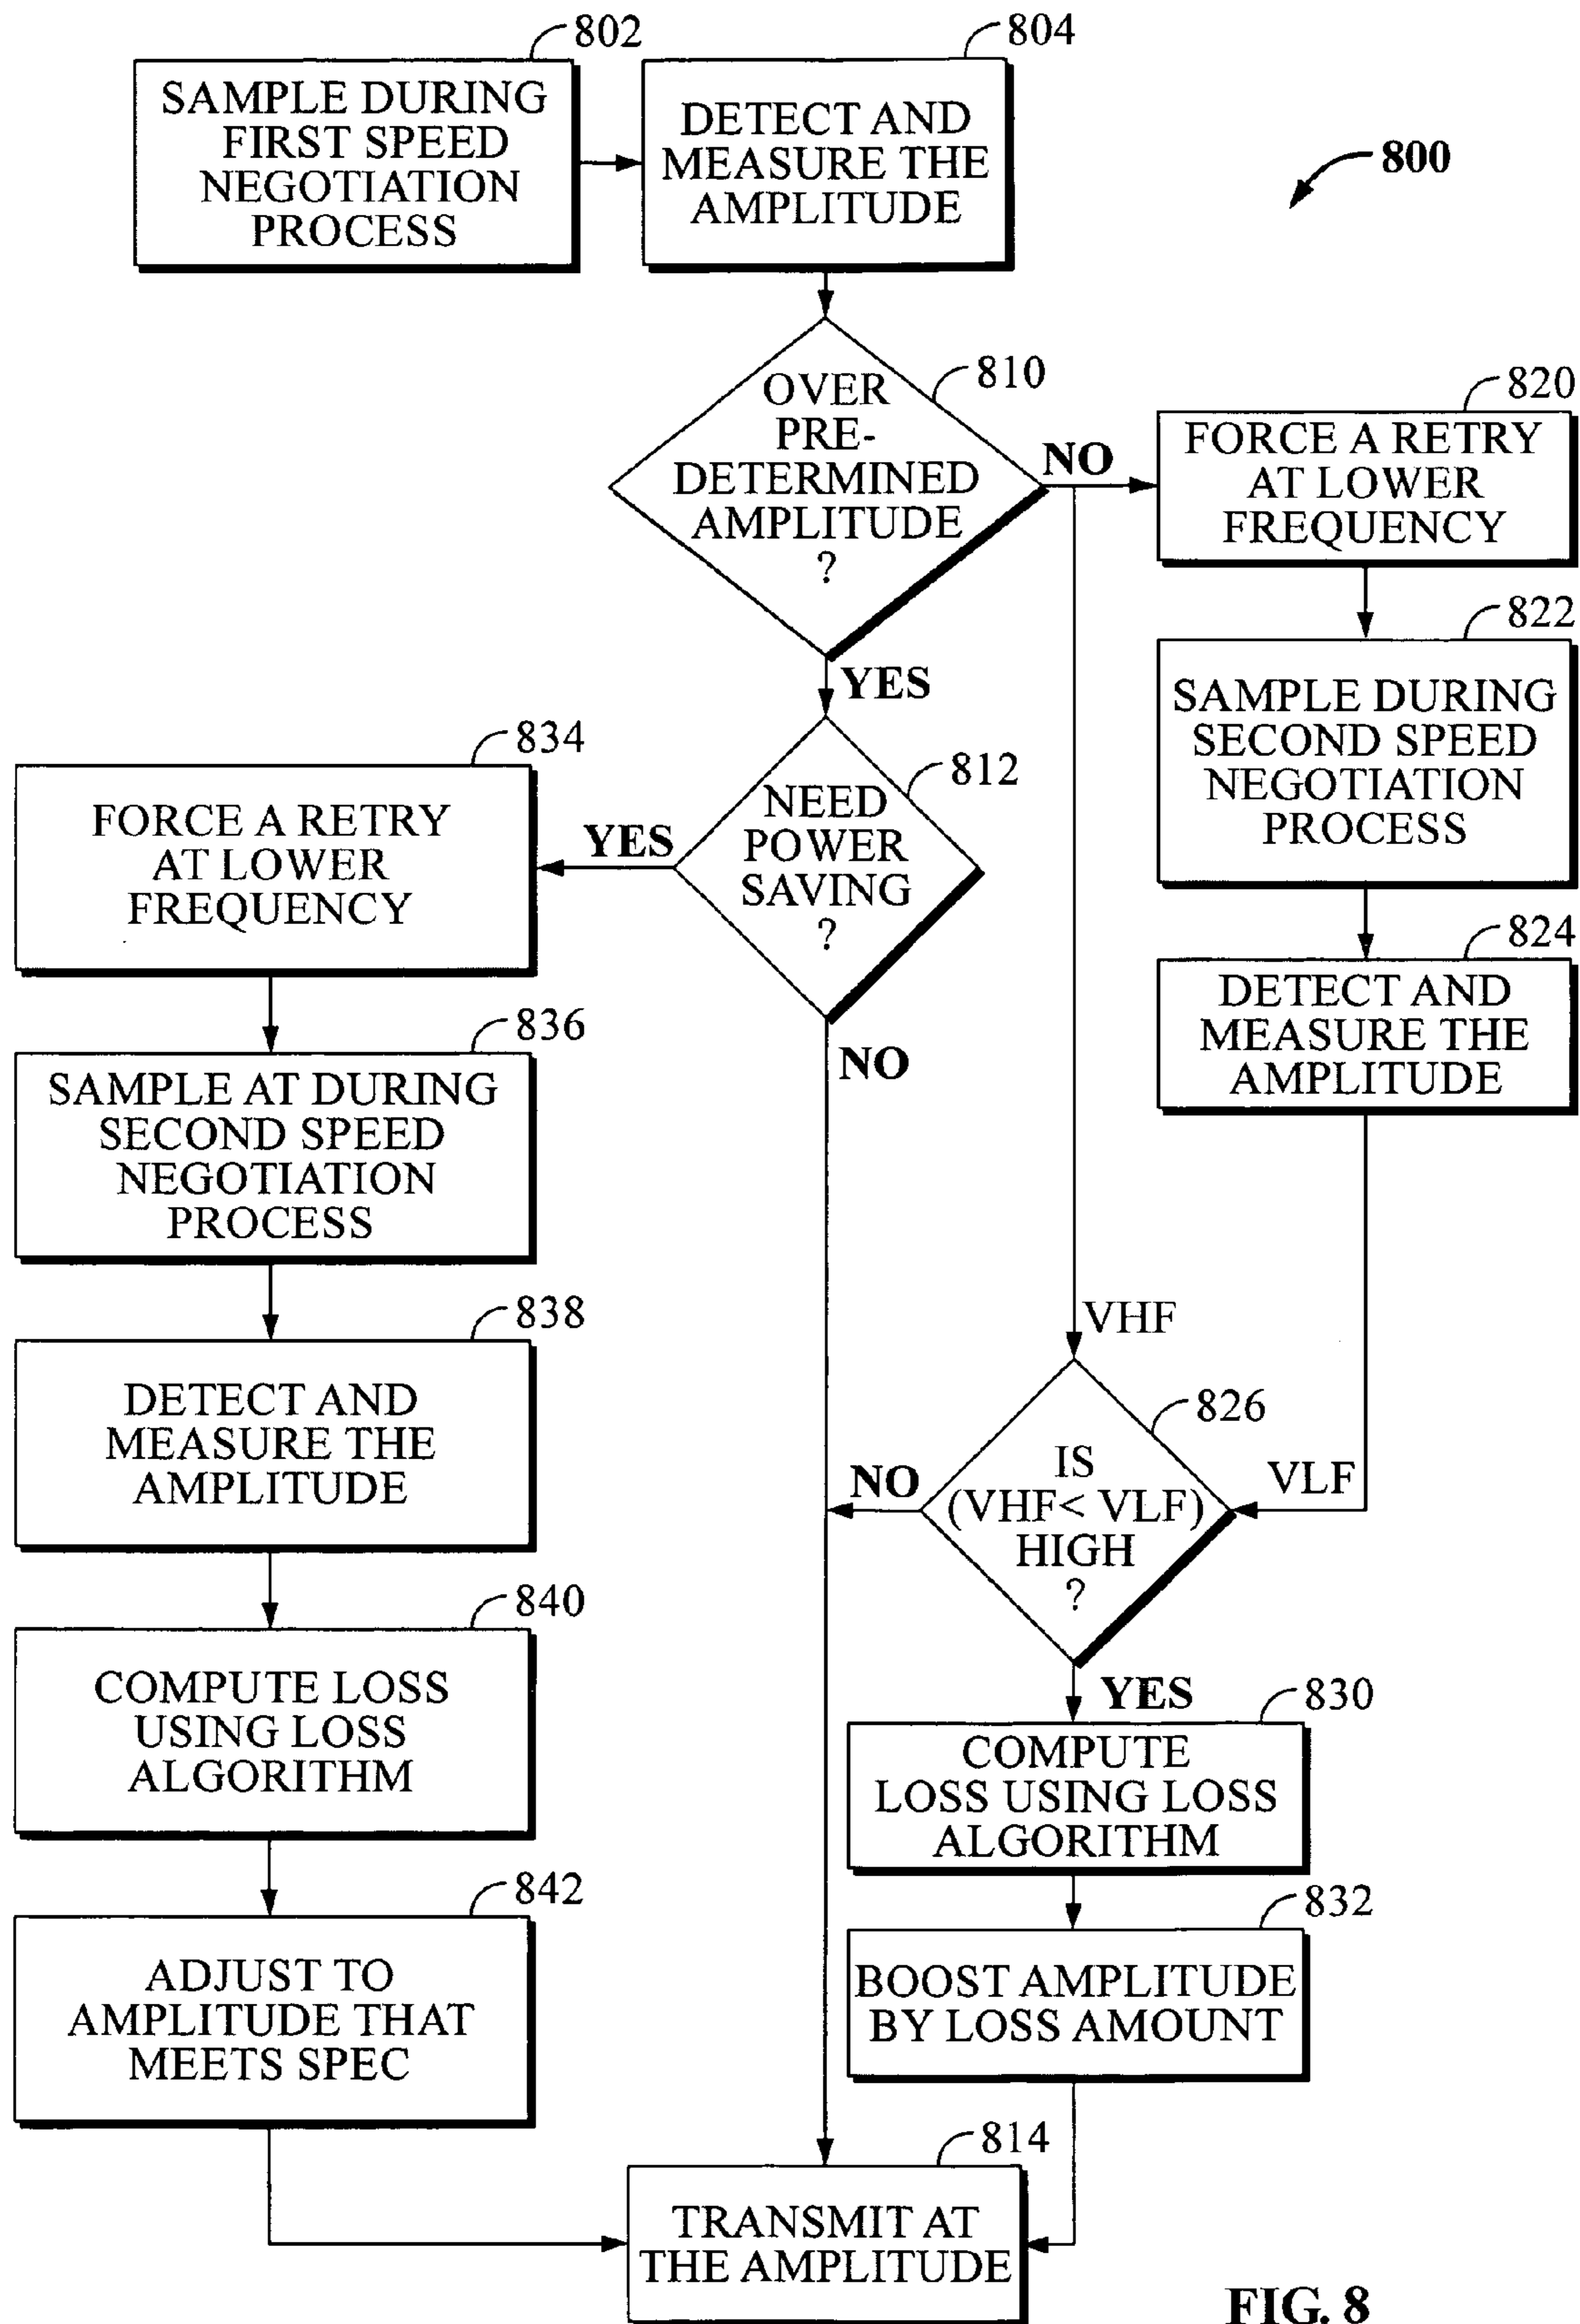 802
SAMPLE DURING
FIRST SPEED
NEGOTIATION
PROCESS
804
DETECT AND
MEASURE THE
AMPLITUDE
800
810
OVER
PRE-
DETERMINED
AMPLITUDE
?
NO
YES
820
FORCE A RETRY
AT LOWER
FREQUENCY
822
SAMPLE DURING
SECOND SPEED
NEGOTIATION
PROCESS
824
DETECT AND
MEASURE THE
AMPLITUDE
812
NEED
POWER
SAVING
?
YES
NO
834
FORCE A RETRY
AT LOWER
FREQUENCY
836
SAMPLE AT DURING
SECOND SPEED
NEGOTIATION
PROCESS
838
DETECT AND
MEASURE THE
AMPLITUDE
840
COMPUTE LOSS
USING LOSS
ALGORITHM
842
ADJUST TO
AMPLITUDE THAT
MEETS SPEC
VHF
VLF
826
IS
(VHF< VLF)
HIGH
?
NO
YES
830
COMPUTE
LOSS USING LOSS
ALGORITHM
832
BOOST AMPLITUDE
BY LOSS AMOUNT
814
TRANSMIT AT
THE AMPLITUDE
FIG. 8